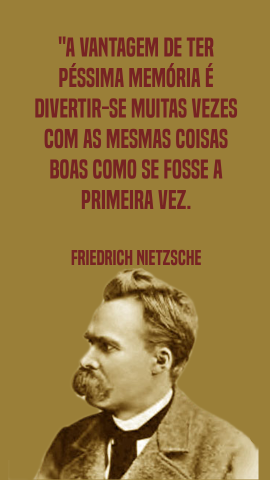 "A VANTAGEM DE TER
PÉSSIMA MEMÓRIA É
DIVERTIR-SE MUITAS VEZES
COM AS MESMAS COISAS
BOAS COMO SE FOSSE A
PRIMEIRA VEZ.
FRIEDRICH NIETZSCHE